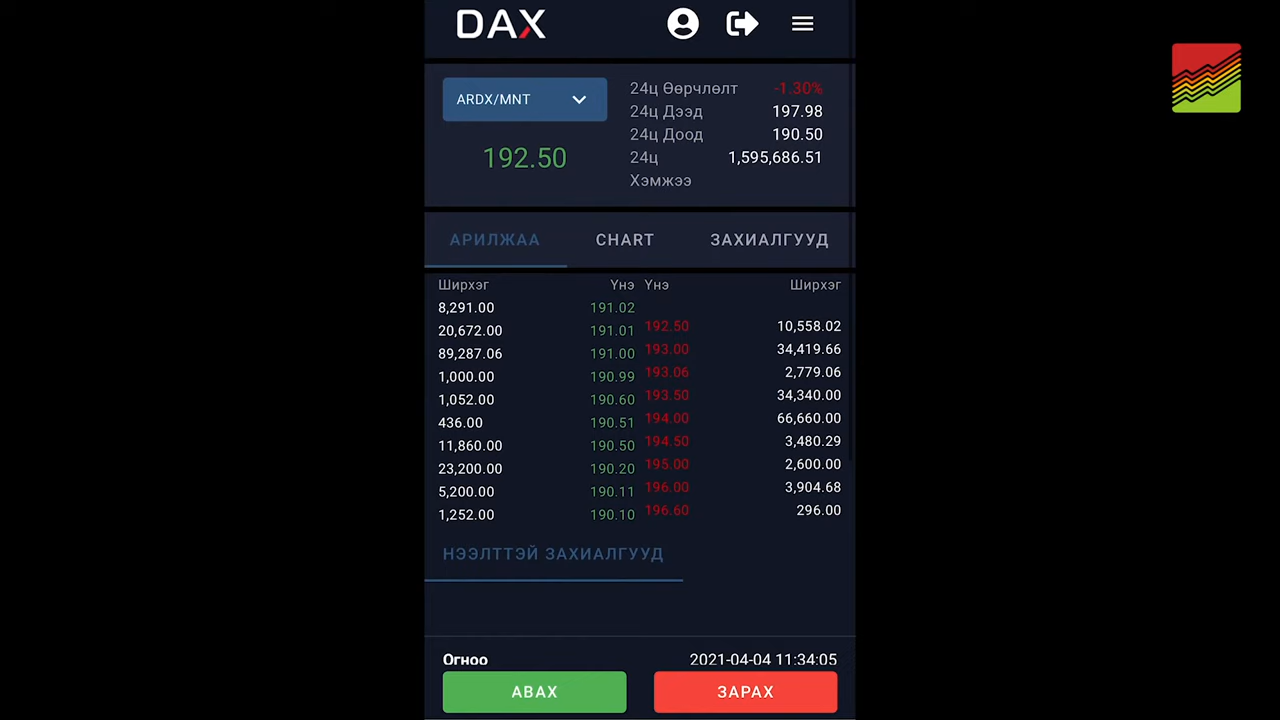 DAX
ARDX/MNT
192.50
24ц Өөрчлөлт -1.30%
24ц Дээд 197.98
24ц Доод 190.50
24ц 1,595,686.51
Хэмжээ
АРИЛЖАА CHART ЗАХИАЛГУУД
Ширхэг Үнэ Үнэ Ширхэг
8,291.00 191.02
20,672.00 191.01 192.50 10,558.02
89,287.06 191.00 193.00 34,419.66
1,000.00 190.99 193.06 2,779.06
1,052.00 190.60 193.50 34,340.00
436.00 190.51 194.00 66,660.00
11,860.00 190.50 194.50 3,480.29
23,200.00 190.20 195.00 2,600.00
5,200.00 190.11 196.00 3,904.68
1,252.00 190.10 196.60 296.00
НЭЭЛТТЭЙ ЗАХИАЛГУУД
Огноо 2021-04-04 11:34:05
АВАХ ЗАРАХ